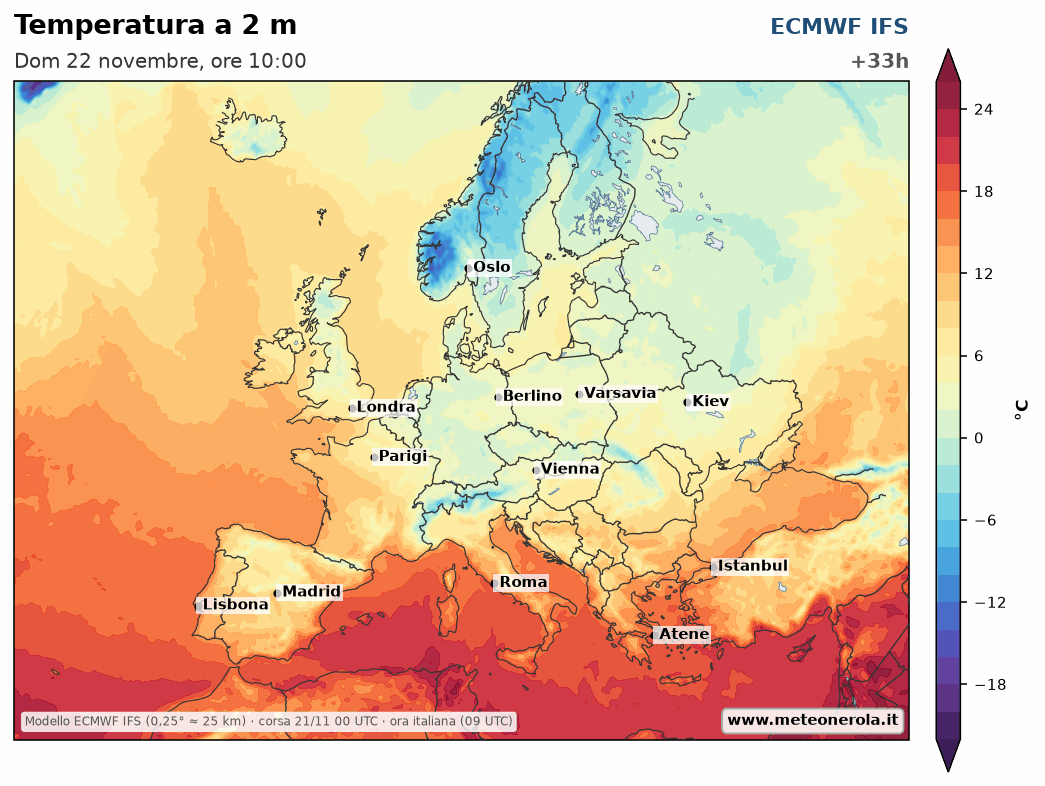 Temperatura a 2 m
ECMWF IFS
Dom 22 novembre, ore 10:00
+33h
24
18
12
6
0
−6
−12
−18
°C
Oslo
Berlino
Varsavia
Kiev
Londra
Parigi
Vienna
Istanbul
Roma
Madrid
Lisbona
Atene
Modello ECMWF IFS (0,25° ≈ 25 km) · corsa 21/11 00 UTC · ora italiana (09 UTC)
www.meteonerola.it